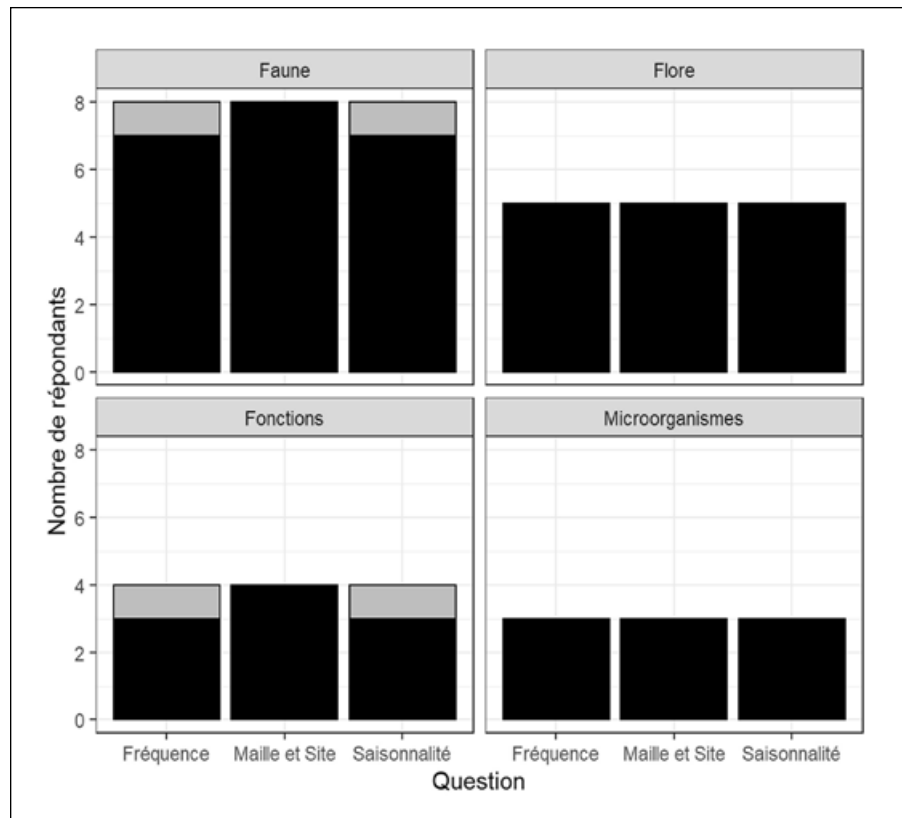 Faune
Flore
8
6
4
2
0
Fonctions
Microorganismes
8
6
4
2
0
Nombre de répondants
Fréquence
Maille et Site
Saisonnalité
Fréquence
Maille et Site
Saisonnalité
Question